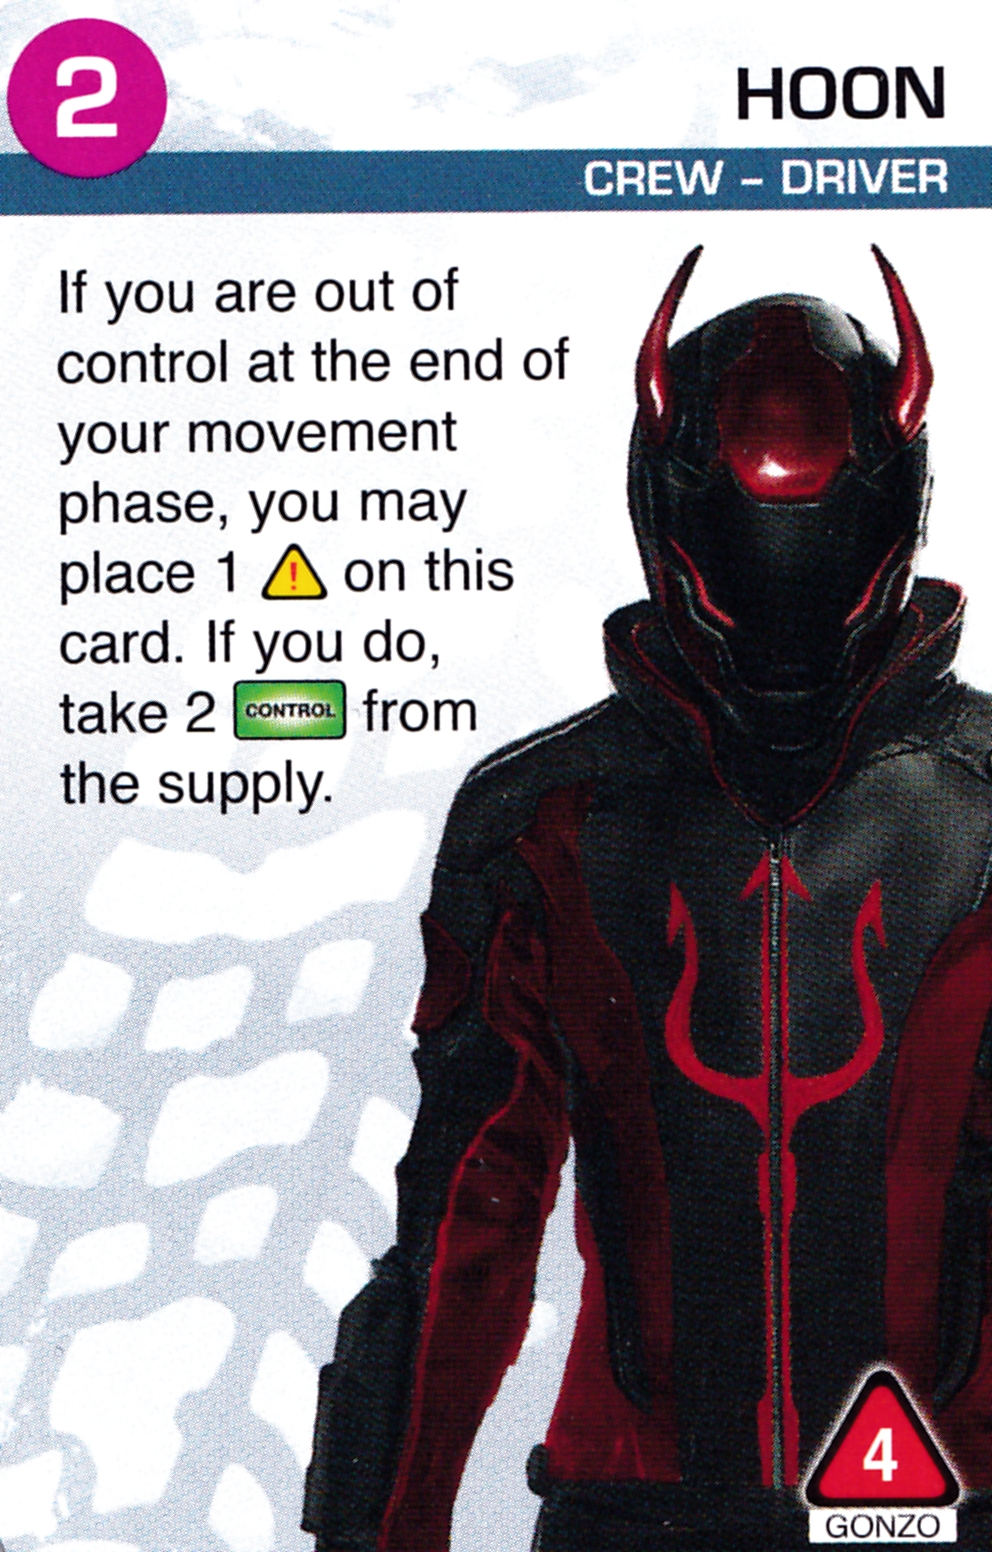 2
HOON
CREW – DRIVER
If you are out of
control at the end of
your movement
phase, you may
place 1 ! on this
card. If you do,
take 2 CONTROL from
the supply.
4
GONZO